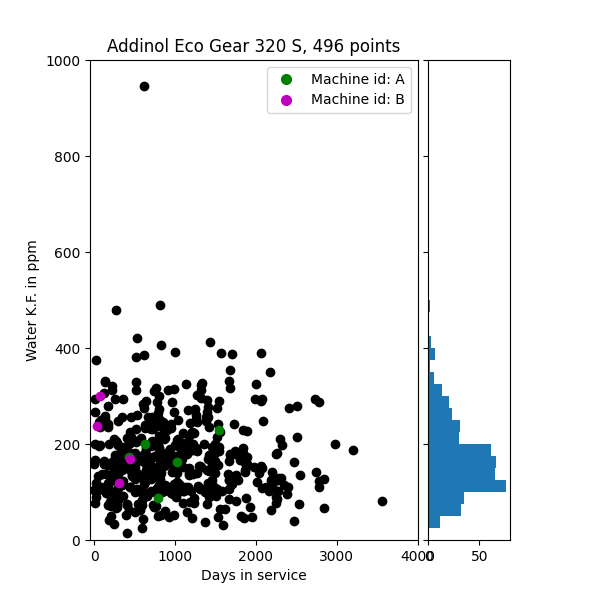 Addinol Eco Gear 320 S, 496 points
Machine id: A
Machine id: B
Water K.F. in ppm
1000
800
600
400
200
0
0 1000 2000 3000 4000
0 50
Days in service